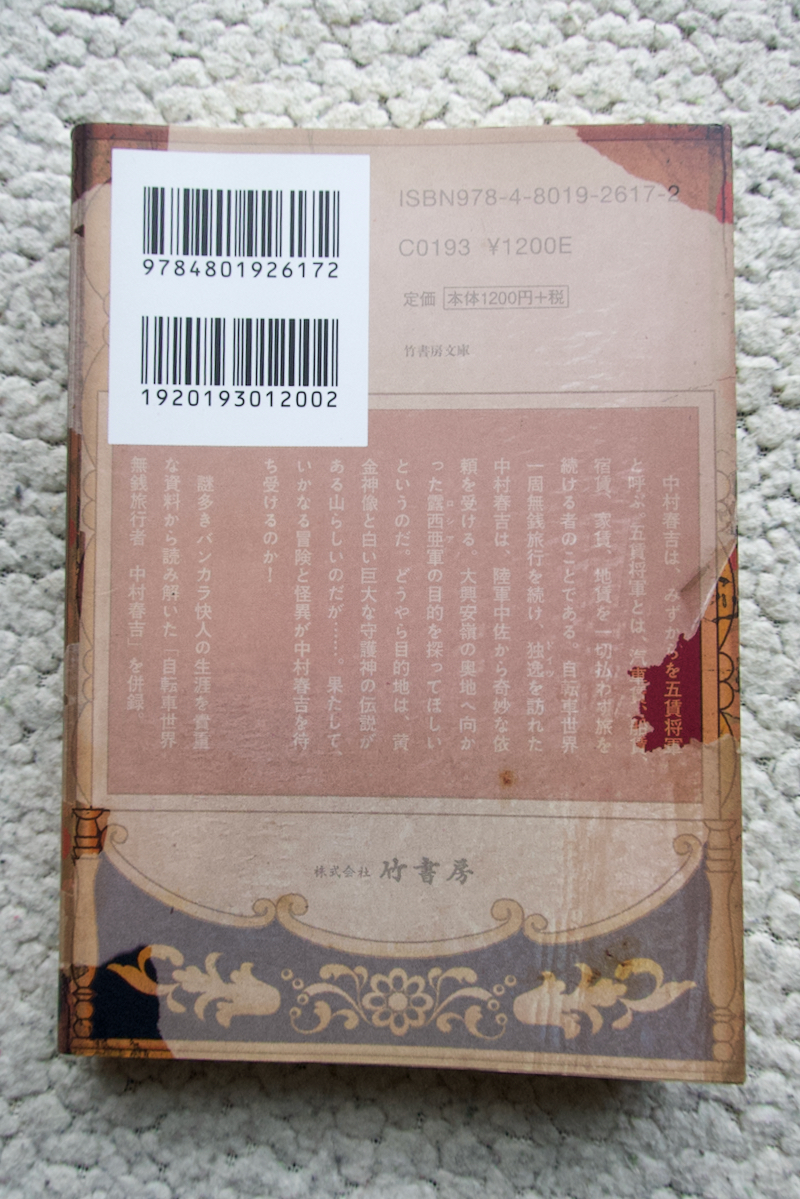 9784801926172
1920193012002
ISBN978-4-8019-2617-2
C0193 ¥1200E
定価 本体1200円+税
竹書房文庫
中村春吉は、みずからを五賃将軍
と呼ぶ。五賃将軍とは、汽車賃、船賃
宿賃、家賃、地賃を一切払わず旅を
続ける者のことである。自転車世界
一周無銭旅行を続け、独逸を訪れた
中村春吉は、陸軍中佐から奇妙な依
頼を受ける。大興安嶺の奥地へ向か
った露西亜軍の目的を探ってほしい
というのだ。どうやら目的地は、黄
金神像と白い巨大な守護神の伝説が
ある山らしいのだが……。果たして、
いかなる冒険と怪異が中村春吉を待
ち受けるのか!
謎多きバンカラ快人の生涯を貴重
な資料から読み解いた「自転車世界
無銭旅行者 中村春吉」を併録。
株式会社 竹書房